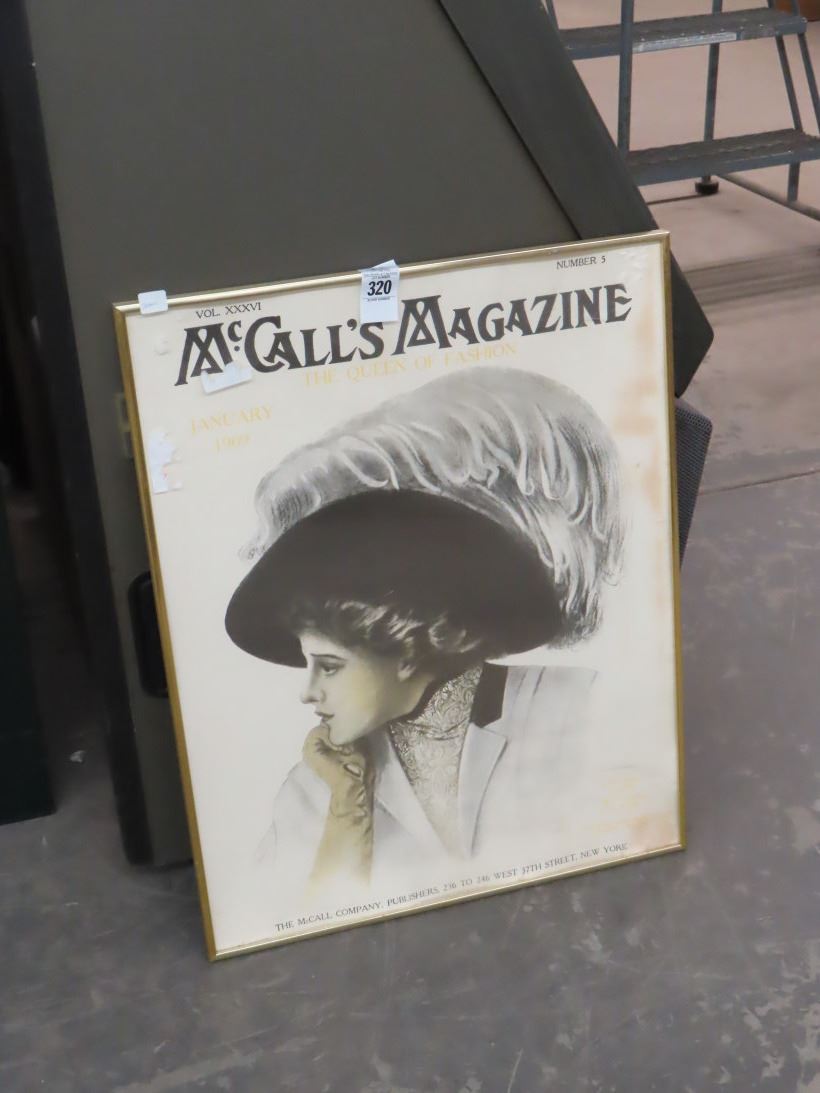 320
VOL. XXXVI
NUMBER 5
McCALL'S MAGAZINE
THE QUEEN OF FASHION
JANUARY
1909
THE McCALL COMPANY, PUBLISHERS, 236 TO 246 WEST 37TH STREET, NEW YORK